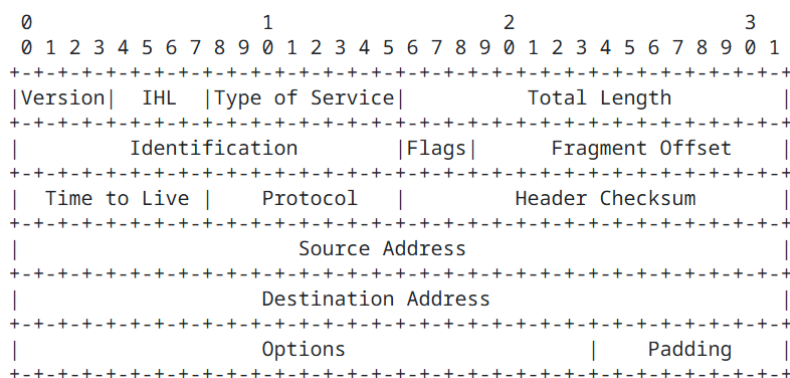 0                   1                   2                   3
 0 1 2 3 4 5 6 7 8 9 0 1 2 3 4 5 6 7 8 9 0 1 2 3 4 5 6 7 8 9 0 1
+-+-+-+-+-+-+-+-+-+-+-+-+-+-+-+-+-+-+-+-+-+-+-+-+-+-+-+-+-+-+-+-+
|Version|  IHL  |Type of Service|          Total Length         |
+-+-+-+-+-+-+-+-+-+-+-+-+-+-+-+-+-+-+-+-+-+-+-+-+-+-+-+-+-+-+-+-+
|         Identification        |Flags|      Fragment Offset    |
+-+-+-+-+-+-+-+-+-+-+-+-+-+-+-+-+-+-+-+-+-+-+-+-+-+-+-+-+-+-+-+-+
|  Time to Live |    Protocol   |         Header Checksum       |
+-+-+-+-+-+-+-+-+-+-+-+-+-+-+-+-+-+-+-+-+-+-+-+-+-+-+-+-+-+-+-+-+
|                       Source Address                          |
+-+-+-+-+-+-+-+-+-+-+-+-+-+-+-+-+-+-+-+-+-+-+-+-+-+-+-+-+-+-+-+-+
|                    Destination Address                        |
+-+-+-+-+-+-+-+-+-+-+-+-+-+-+-+-+-+-+-+-+-+-+-+-+-+-+-+-+-+-+-+-+
|                    Options                    |    Padding    |
+-+-+-+-+-+-+-+-+-+-+-+-+-+-+-+-+-+-+-+-+-+-+-+-+-+-+-+-+-+-+-+-+